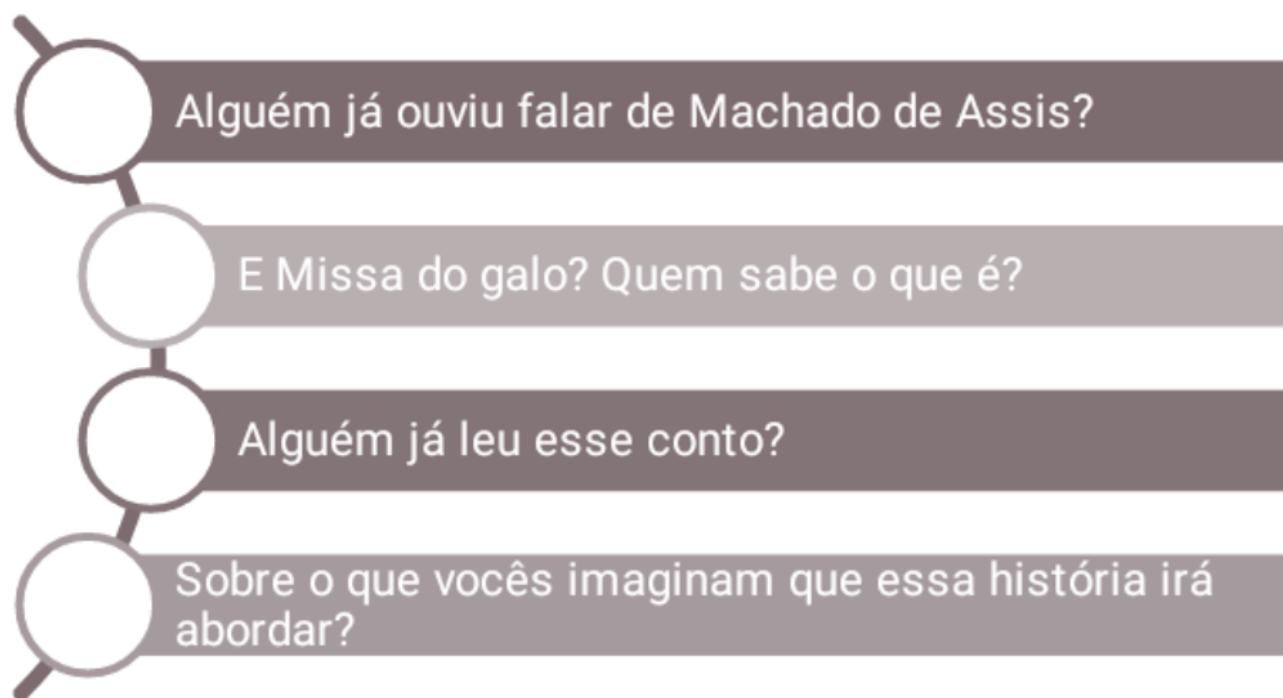 Alguém já ouviu falar de Machado de Assis?
E Missa do galo? Quem sabe o que é?
Alguém já leu esse conto?
Sobre o que vocês imaginam que essa história irá
abordar?